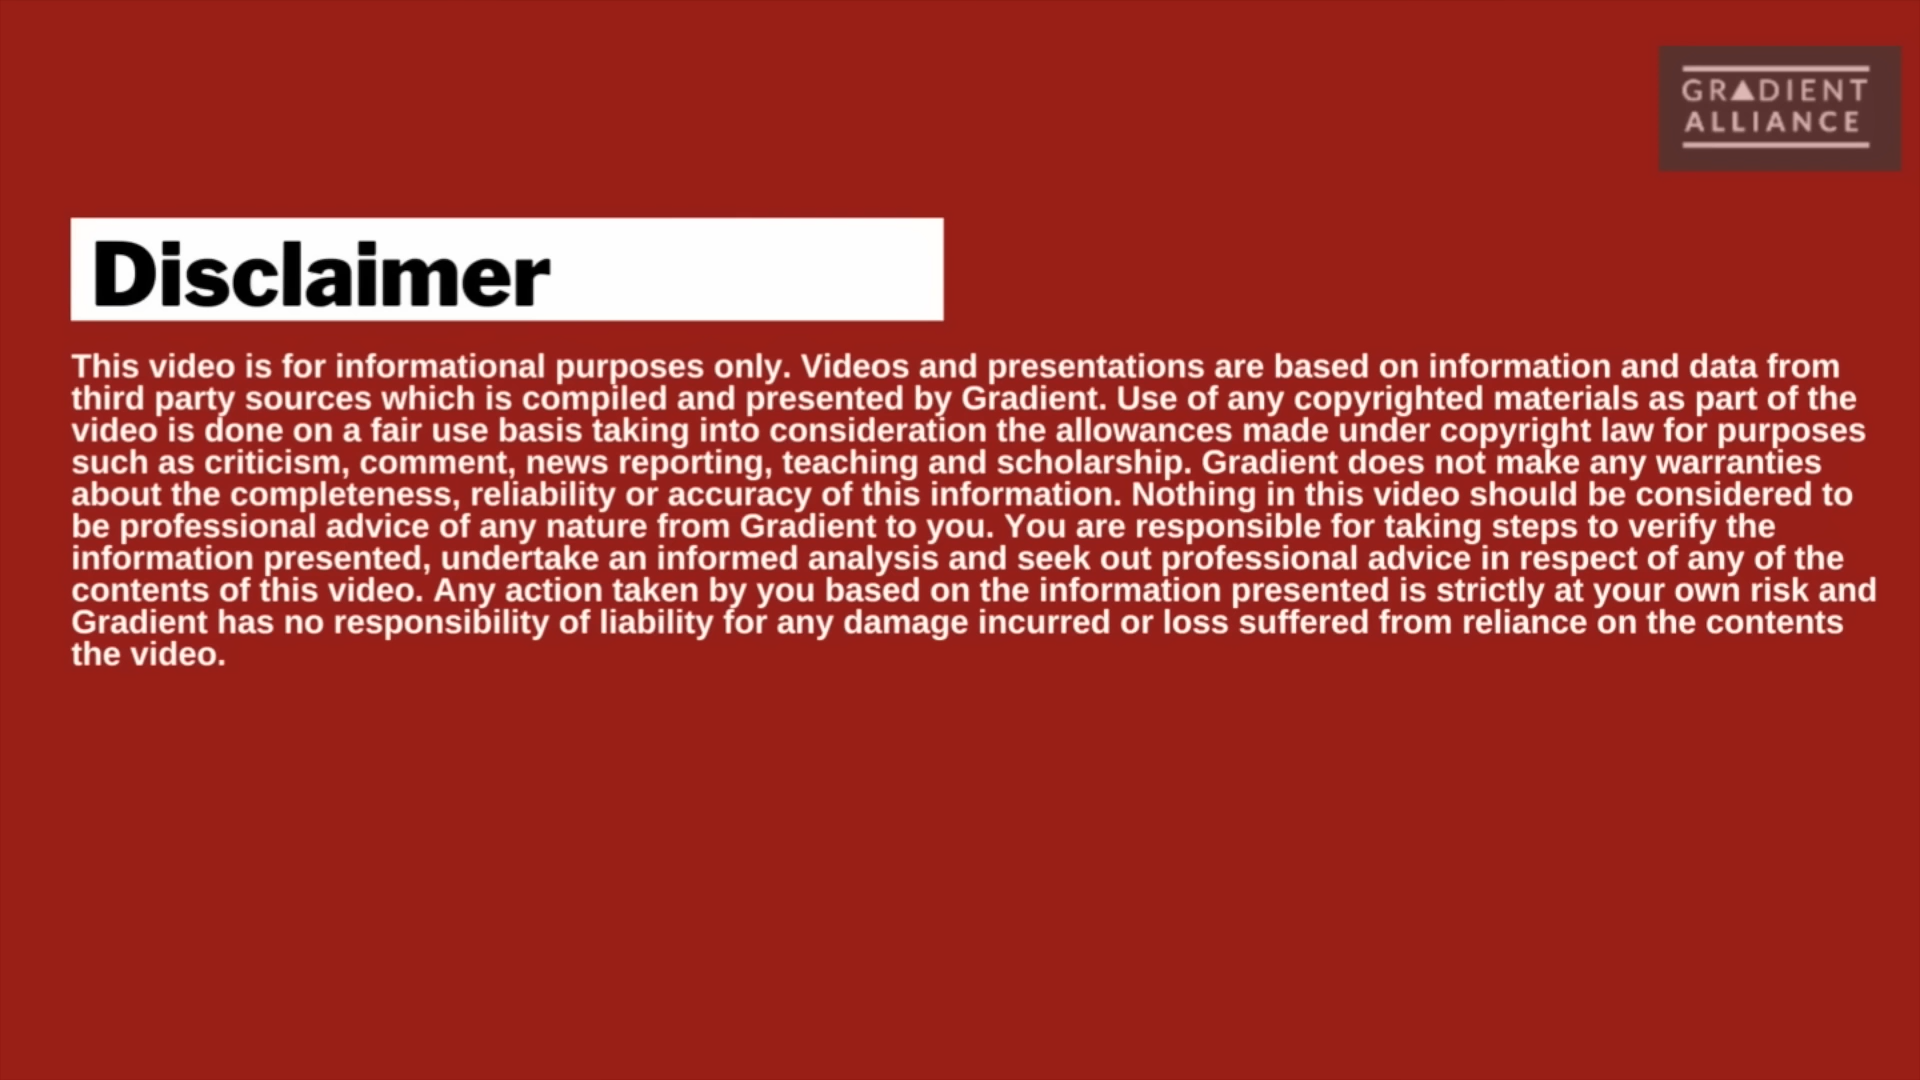 GRADIENT
ALLIANCE
Disclaimer
This video is for informational purposes only. Videos and presentations are based on information and data from
third party sources which is compiled and presented by Gradient. Use of any copyrighted materials as part of the
video is done on a fair use basis taking into consideration the allowances made under copyright law for purposes
such as criticism, comment, news reporting, teaching and scholarship. Gradient does not make any warranties
about the completeness, reliability or accuracy of this information. Nothing in this video should be considered to
be professional advice of any nature from Gradient to you. You are responsible for taking steps to verify the
information presented, undertake an informed analysis and seek out professional advice in respect of any of the
contents of this video. Any action taken by you based on the information presented is strictly at your own risk and
Gradient has no responsibility of liability for any damage incurred or loss suffered from reliance on the contents
the video.